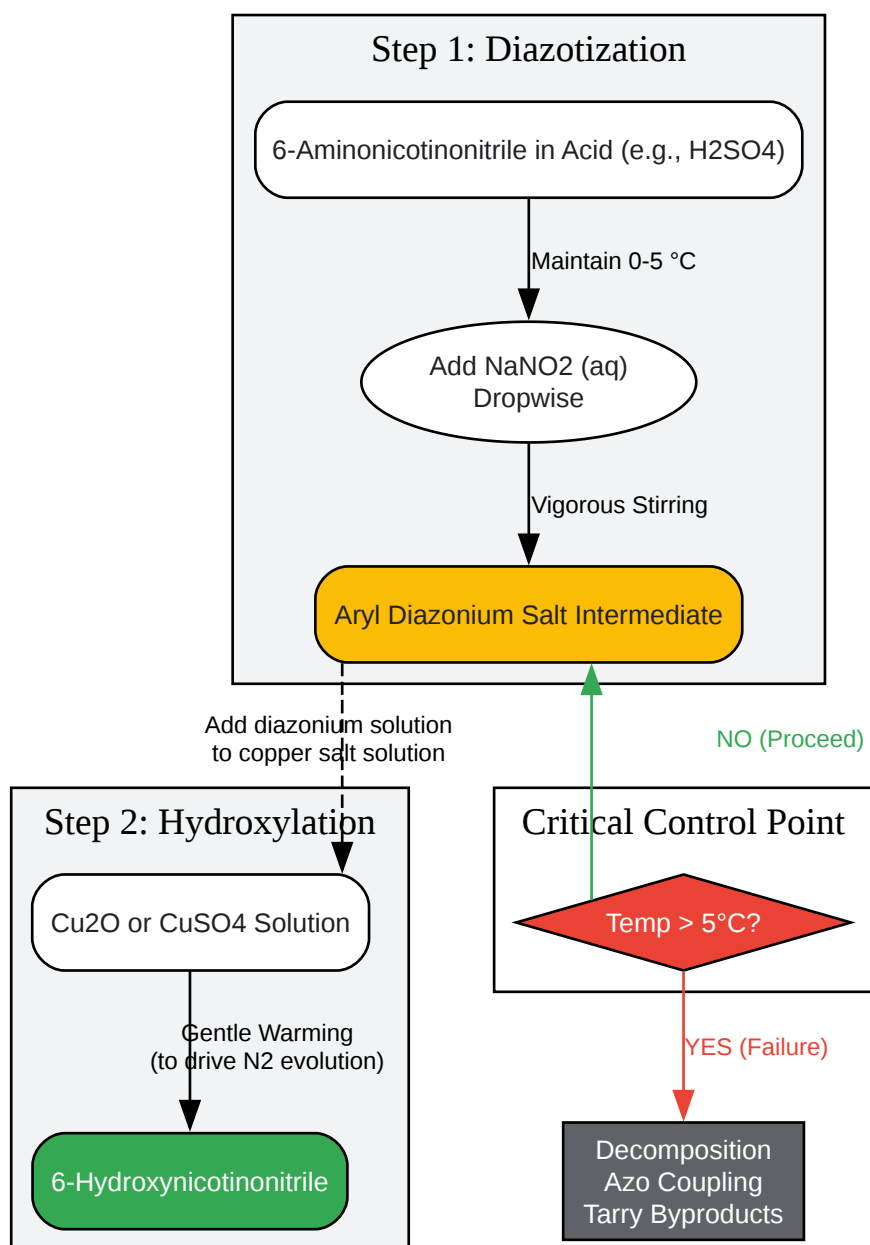 Step 1: Diazotization
6-Aminonicotinonitrile in Acid (e.g., H2SO4)
Maintain 0-5 °C
Add NaNO2 (aq)
Dropwise
Vigorous Stirring
Aryl Diazonium Salt Intermediate
Add diazonium solution
to copper salt solution
NO (Proceed)
Step 2: Hydroxylation
Cu2O or CuSO4 Solution
Gentle Warming
(to drive N2 evolution)
6-Hydroxynicotinonitrile
Critical Control Point
Temp > 5°C?
YES (Failure)
Decomposition
Azo Coupling
Tarry Byproducts